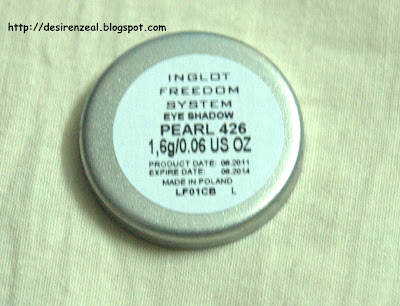 http://desirenzeal.blogspot.com
INGLOT
FREEDOM
SYSTEM
EYE SHADOW
PEARL 426
1,6g/0.06 US OZ
PRODUCT DATE: 06.2011
EXPIRE DATE: 06.2014
MADE IN POLAND
LF01CB L